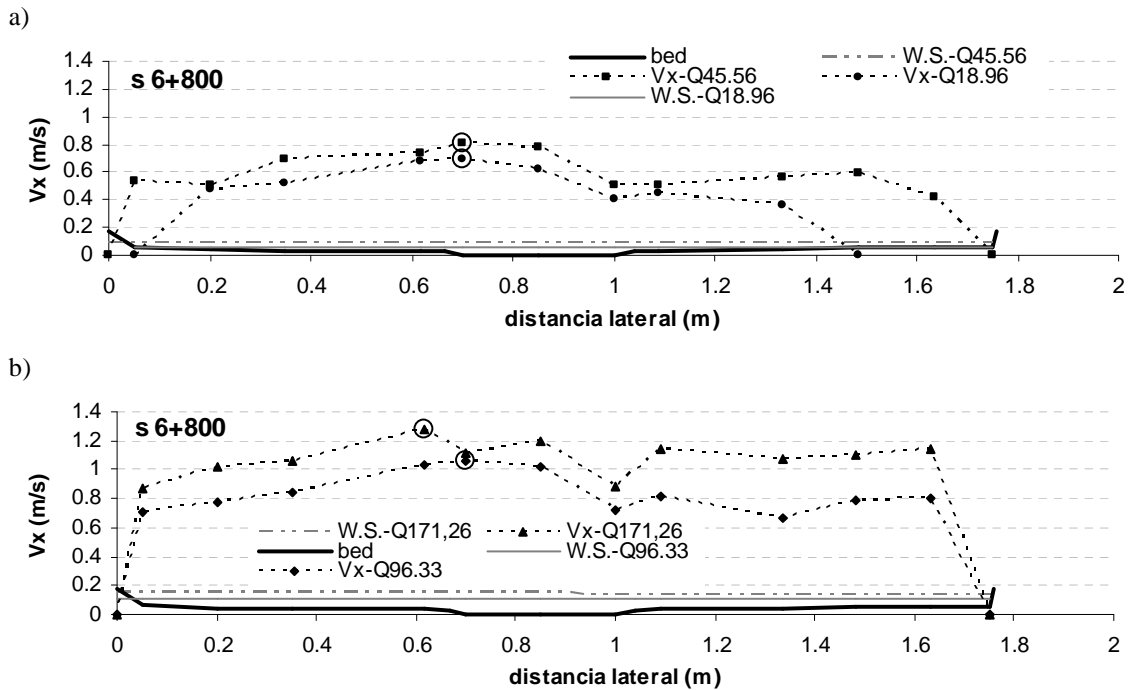 a)
bed
W.S.-Q45.56
Vx-Q45.56
Vx-Q18.96
W.S.-Q18.96
s 6+800
Vx (m/s)
1.4
1.2
1
0.8
0.6
0.4
0.2
0
0 0.2 0.4 0.6 0.8 1 1.2 1.4 1.6 1.8 2
distancia lateral (m)
b)
s 6+800
Vx (m/s)
1.4
1.2
1
0.8
0.6
0.4
0.2
0
W.S.-Q171,26
Vx-Q171,26
bed
W.S.-Q96.33
Vx-Q96.33
0 0.2 0.4 0.6 0.8 1 1.2 1.4 1.6 1.8 2
distancia lateral (m)